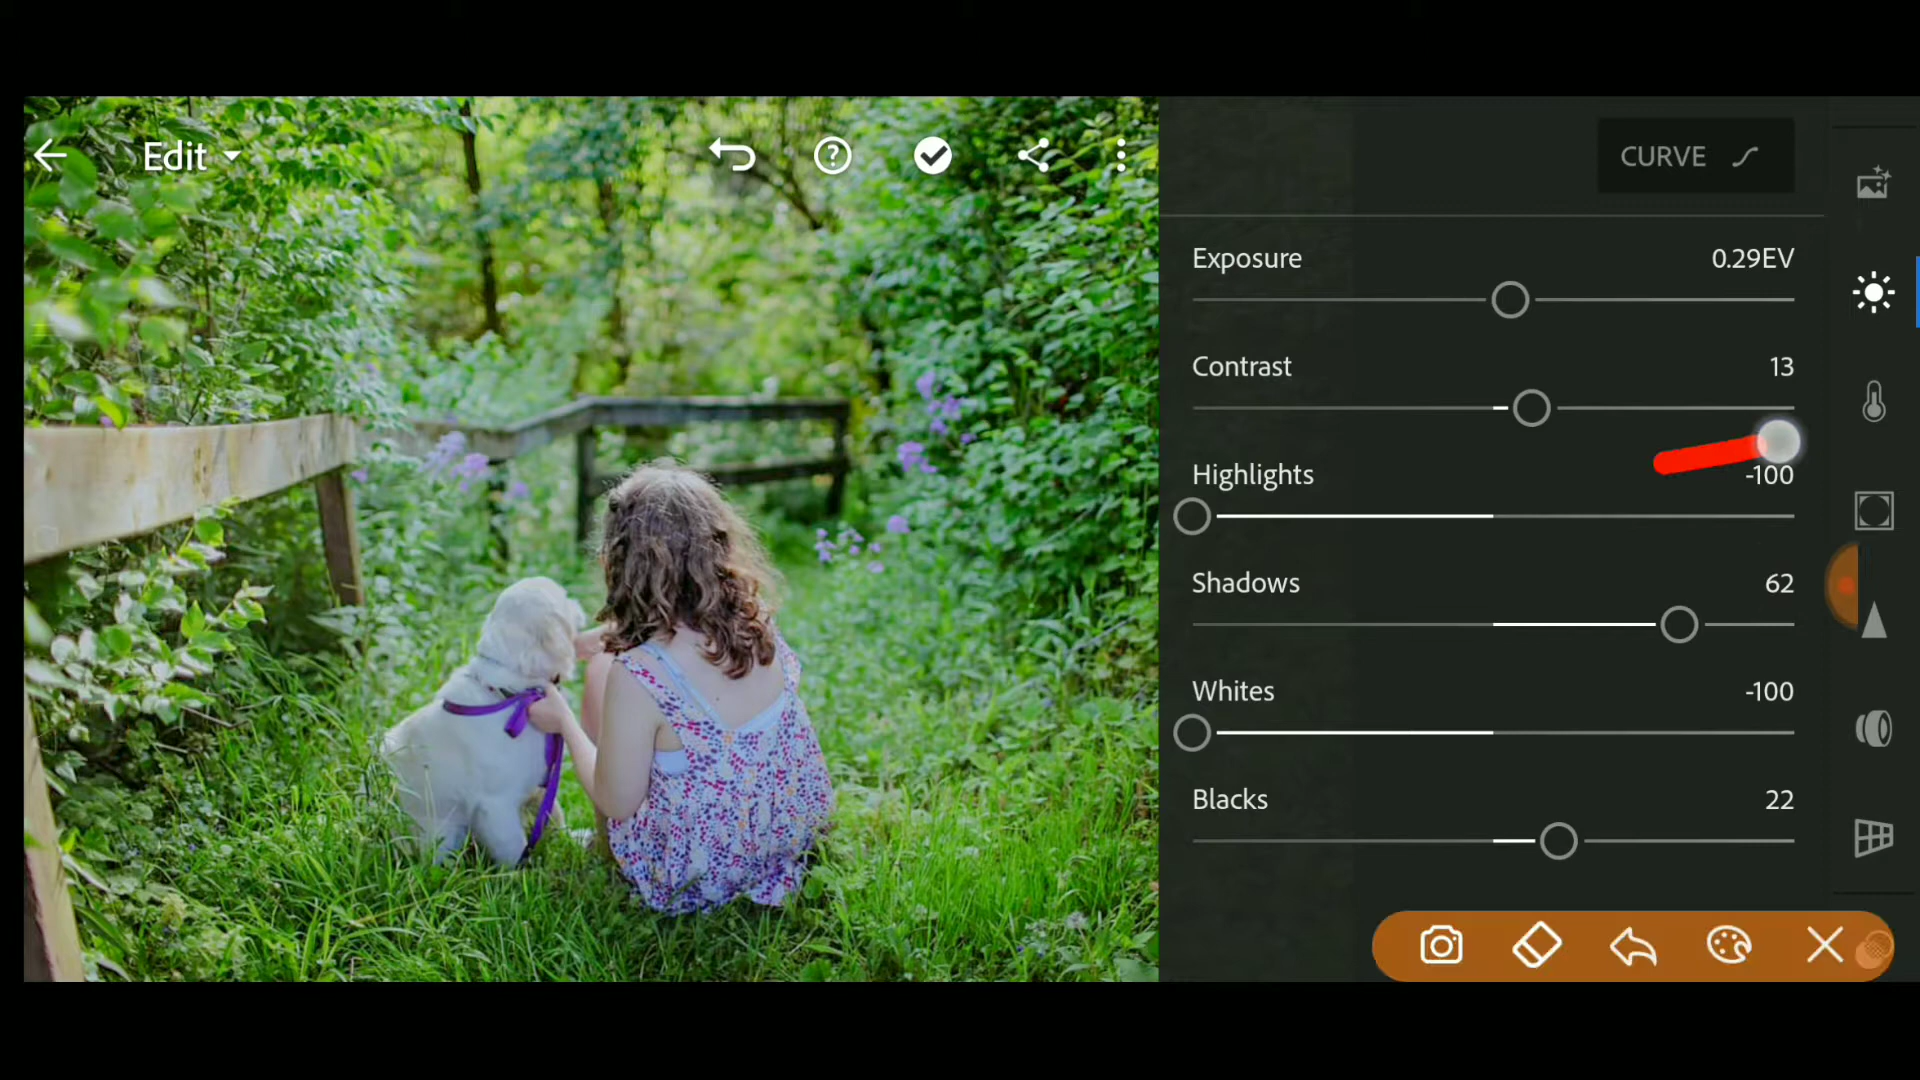 Edit
CURVE
Exposure 0.29EV
Contrast 13
Highlights -100
Shadows 62
Whites -100
Blacks 22